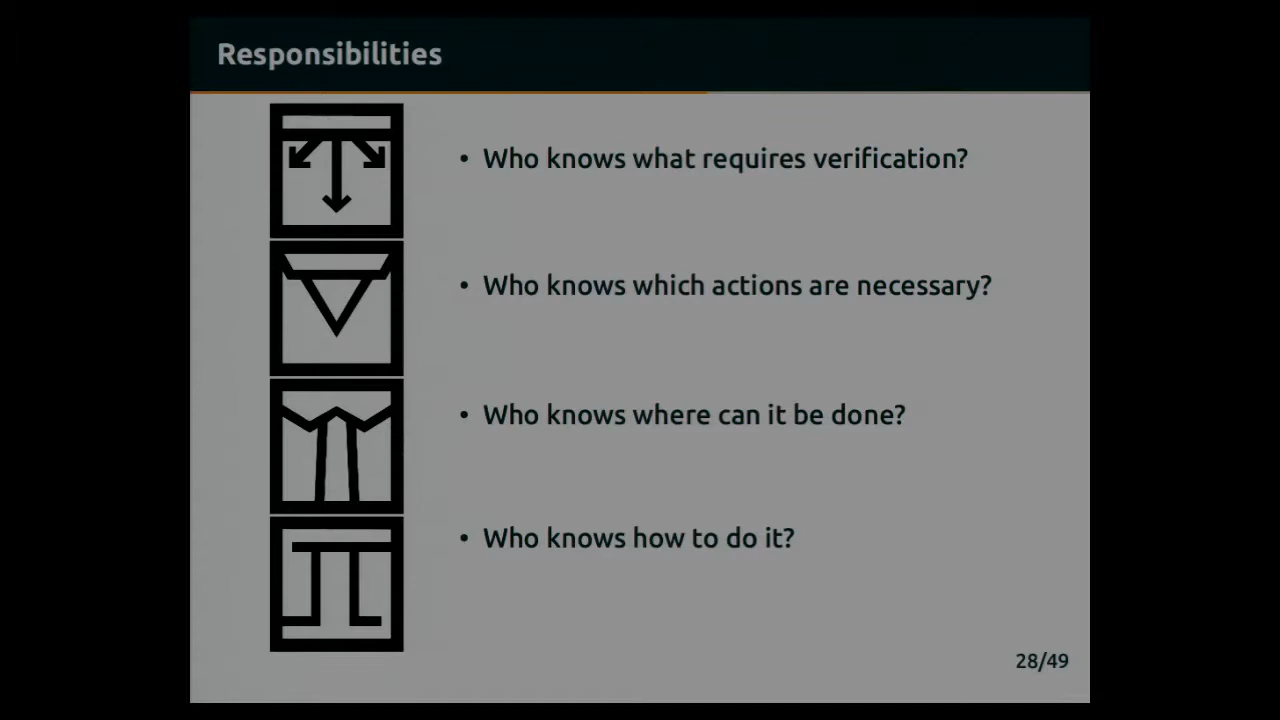 Responsibilities
• Who knows what requires verification?
• Who knows which actions are necessary?
• Who knows where can it be done?
• Who knows how to do it?
28/49